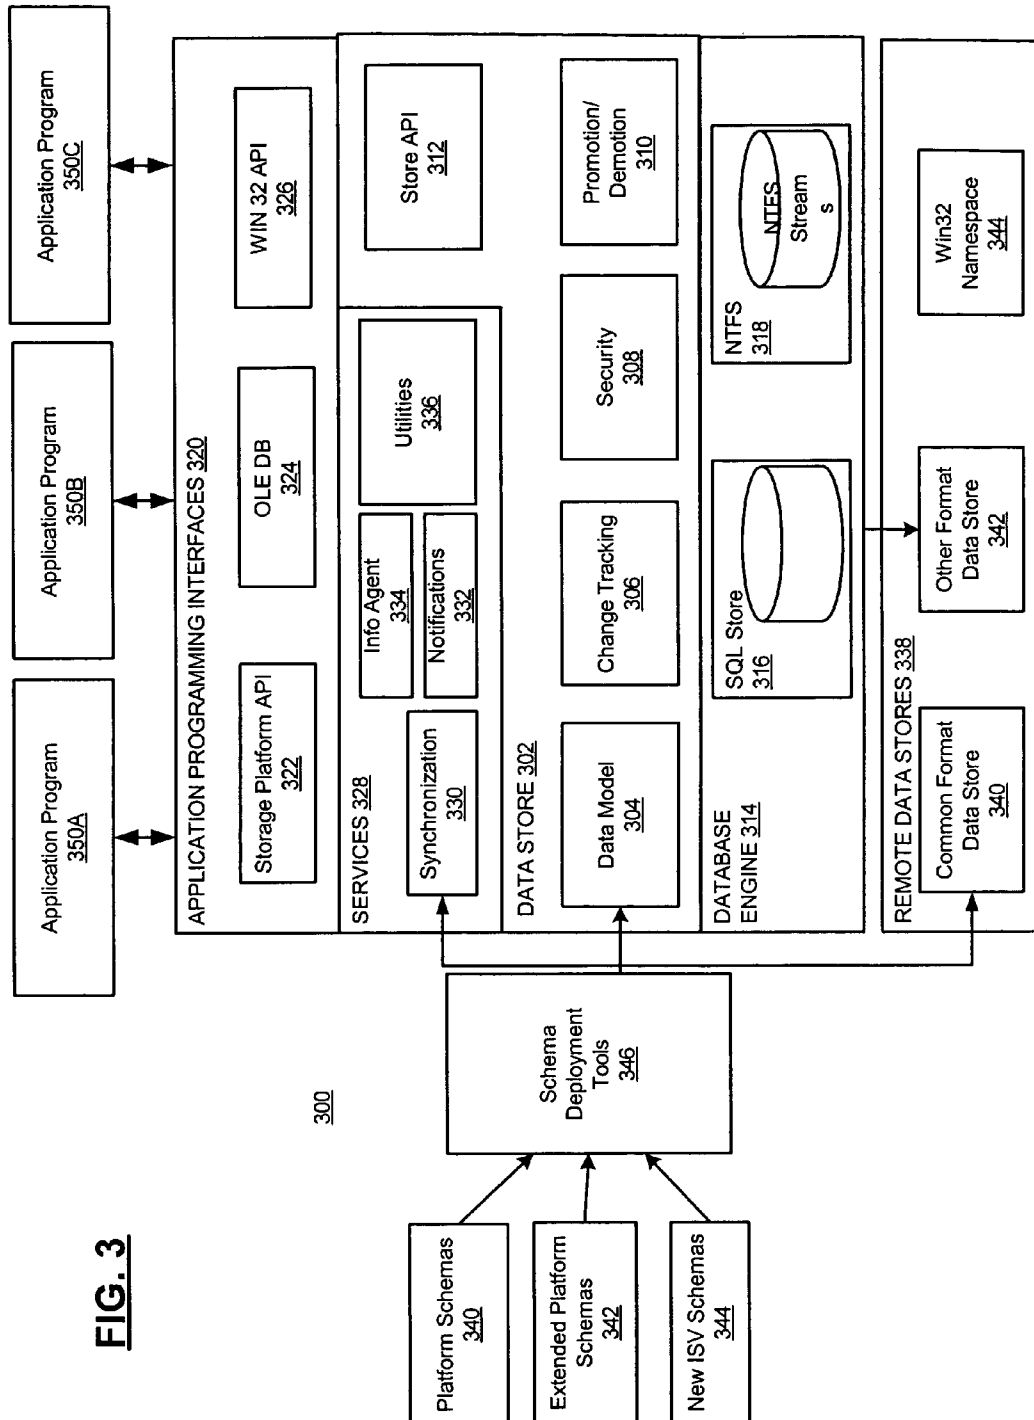 FIG. 3
300
Application Program
350A
Application Program
350B
Application Program
350C
APPLICATION PROGRAMMING INTERFACES 320
Storage Platform API
322
OLE DB
324
WIN 32 API
326
SERVICES 328
Synchronization
330
Info Agent
334
Notifications
332
Utilities
336
Store API
312
DATA STORE 302
Data Model
304
Change Tracking
306
Security
308
Promotion/
Demotion
310
DATABASE
ENGINE 314
SQL Store
316
NTFS
318
NTFS
Stream
s
REMOTE DATA STORES 338
Common Format
Data Store
340
Other Format
Data Store
342
Win32
Namespace
344
Platform Schemas
340
Extended Platform
Schemas
342
New ISV Schemas
344
Schema
Deployment
Tools
346